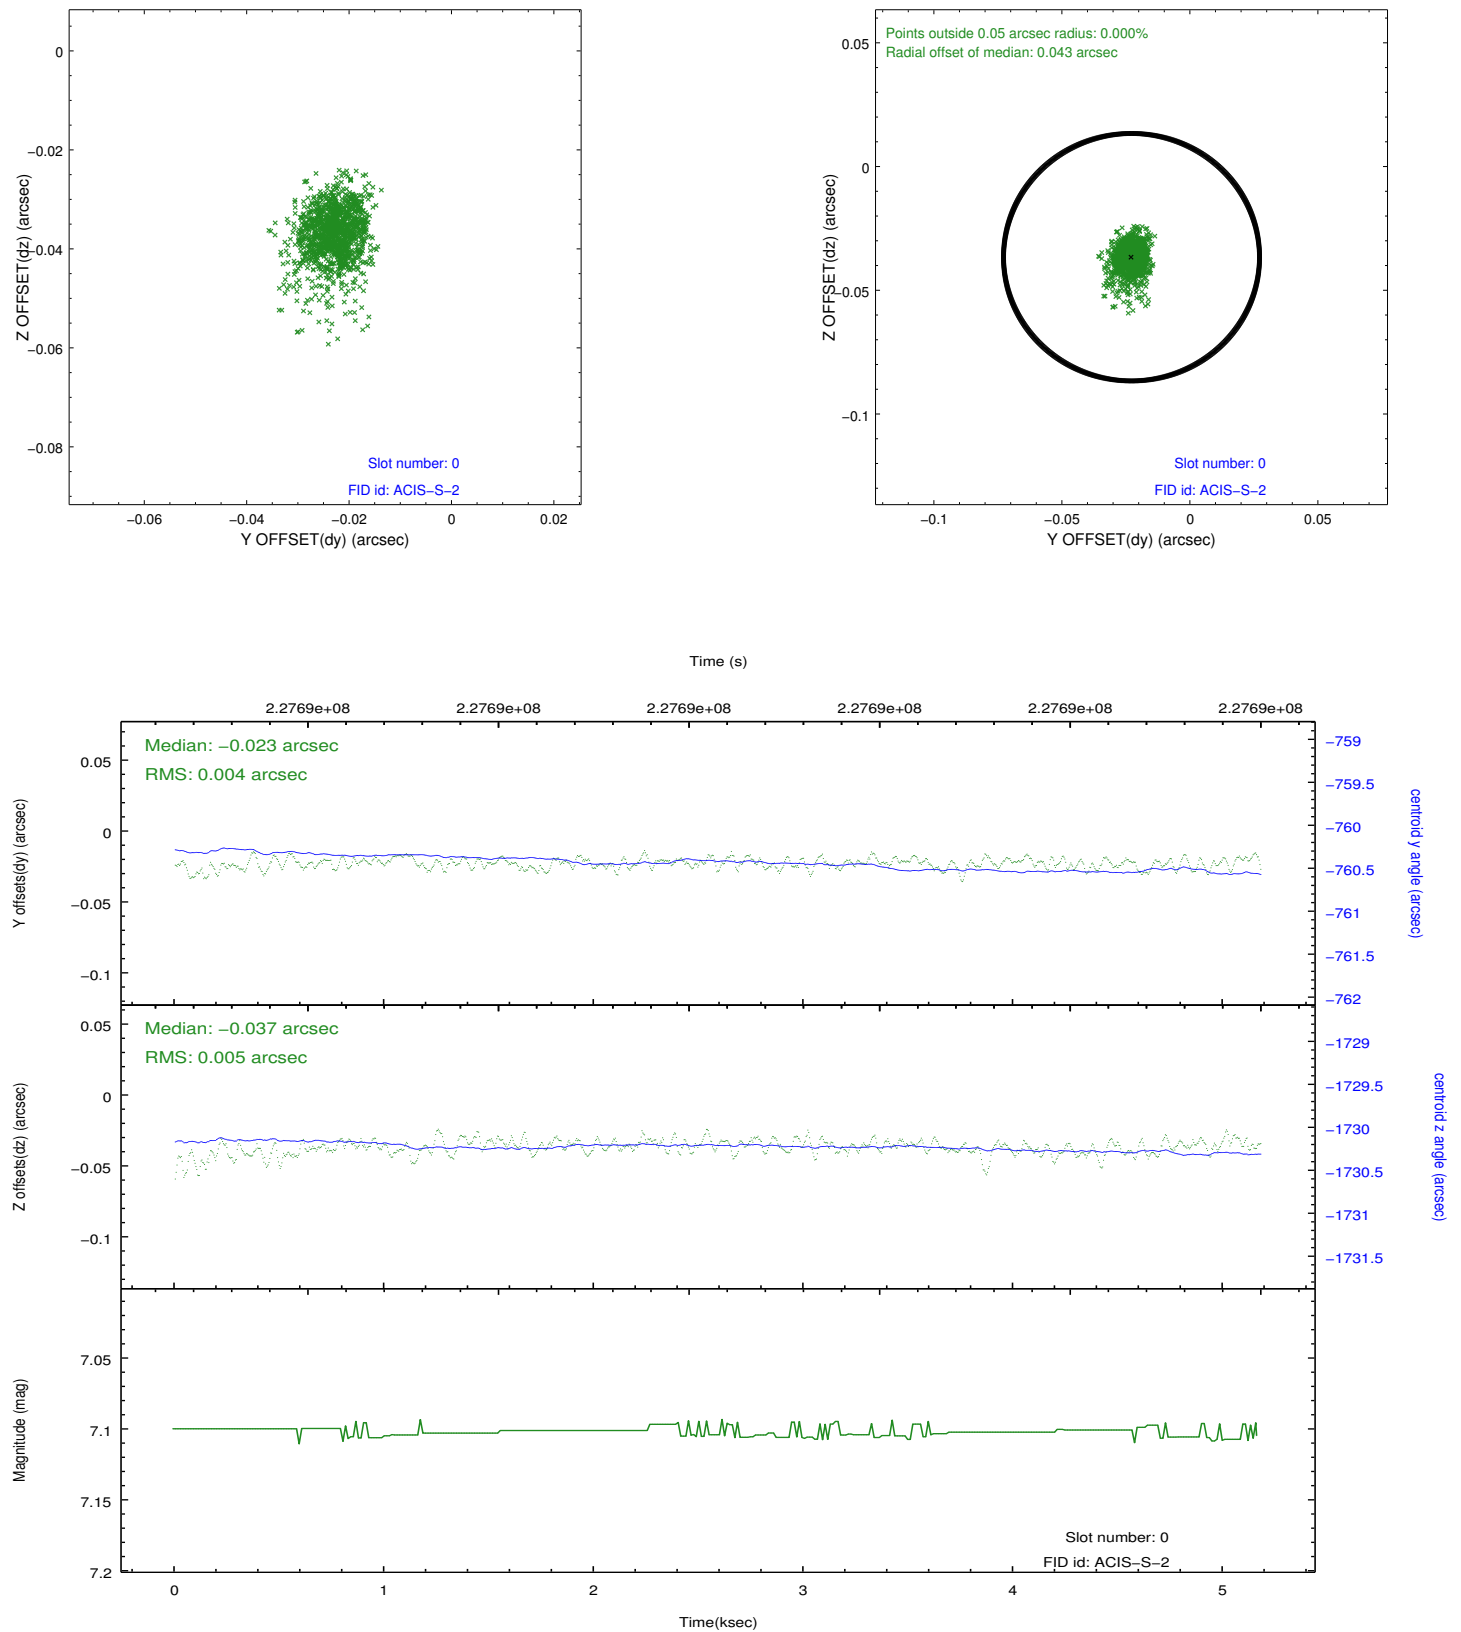 0
−0.02
−0.04
−0.06
−0.08
Z OFFSET(dz) (arcsec)
Slot number: 0
FID id: ACIS−S−2
−0.06
−0.04
−0.02
0
0.02
Y OFFSET(dy) (arcsec)
Points outside 0.05 arcsec radius: 0.000%
Radial offset of median: 0.043 arcsec
0.05
0
−0.05
−0.1
Z OFFSET(dz) (arcsec)
Slot number: 0
FID id: ACIS−S−2
−0.1
−0.05
0
0.05
Y OFFSET(dy) (arcsec)
Time (s)
2.2769e+08
2.2769e+08
2.2769e+08
2.2769e+08
2.2769e+08
2.2769e+08
Median: −0.023 arcsec
RMS: 0.004 arcsec
0.05
0
−0.05
−0.1
Y offsets(dy) (arcsec)
−759
−759.5
−760
−760.5
−761
−761.5
−762
centroid y angle (arcsec)
Median: −0.037 arcsec
RMS: 0.005 arcsec
0.05
0
−0.05
−0.1
Z offsets(dz) (arcsec)
−1729
−1729.5
−1730
−1730.5
−1731
−1731.5
centroid z angle (arcsec)
7.05
7.1
7.15
7.2
Magnitude (mag)
Slot number: 0
FID id: ACIS−S−2
0
1
2
3
4
5
Time(ksec)